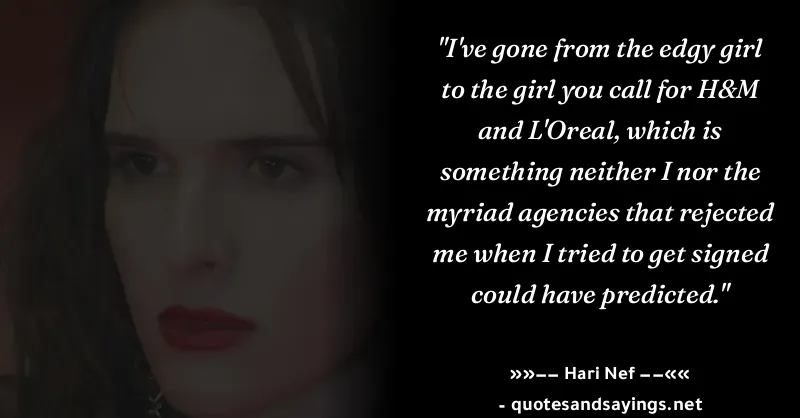 "I've gone from the edgy girl
to the girl you call for H&M
and L'Oreal, which is
something neither I nor the
myriad agencies that rejected
me when I tried to get signed
could have predicted."
»»−− Hari Nef −−««
- quotesandsayings.net